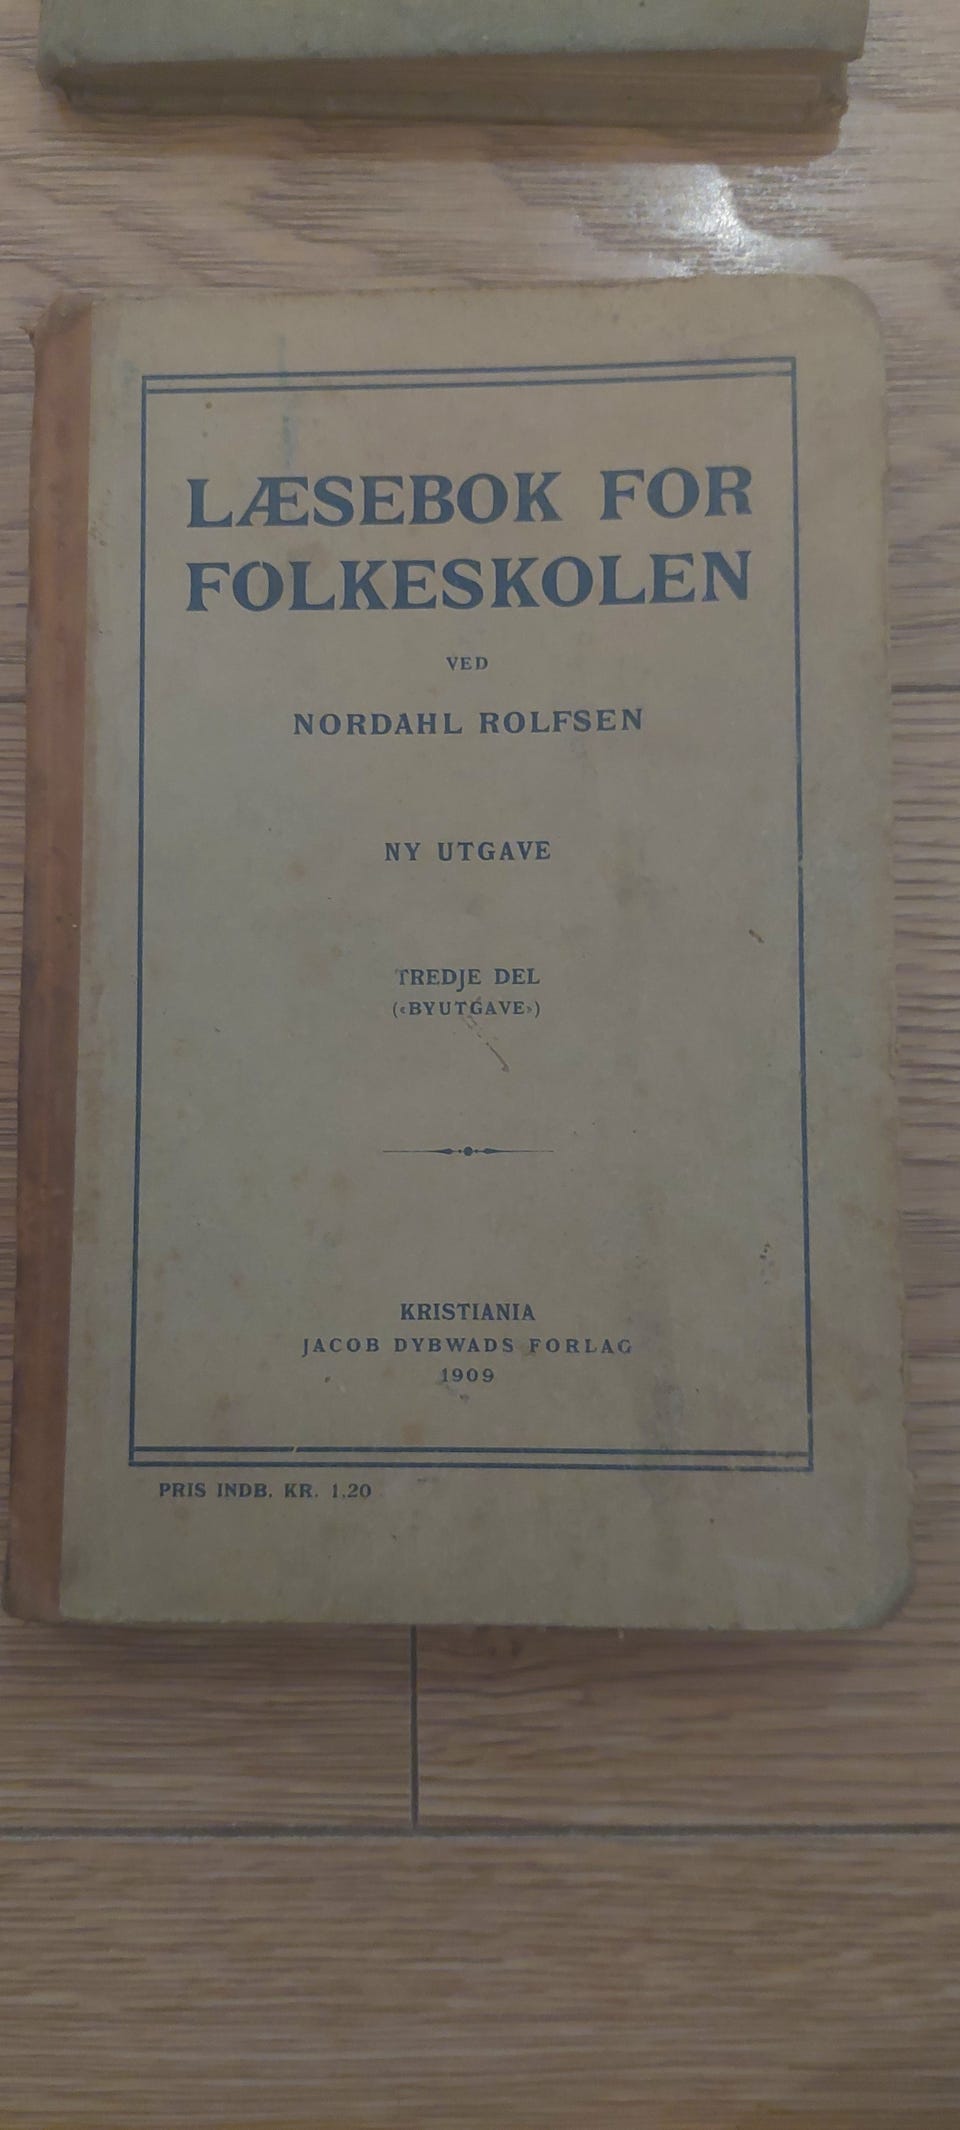 LÆSEBOK FOR
FOLKESKOLEN
VED
NORDAHL ROLFSEN
NY UTGAVE
TREDJE DEL
(«BYUTGAVE»)
KRISTIANIA
JACOB DYBWADS FORLAG
1909
PRIS INDB. KR. 1.20